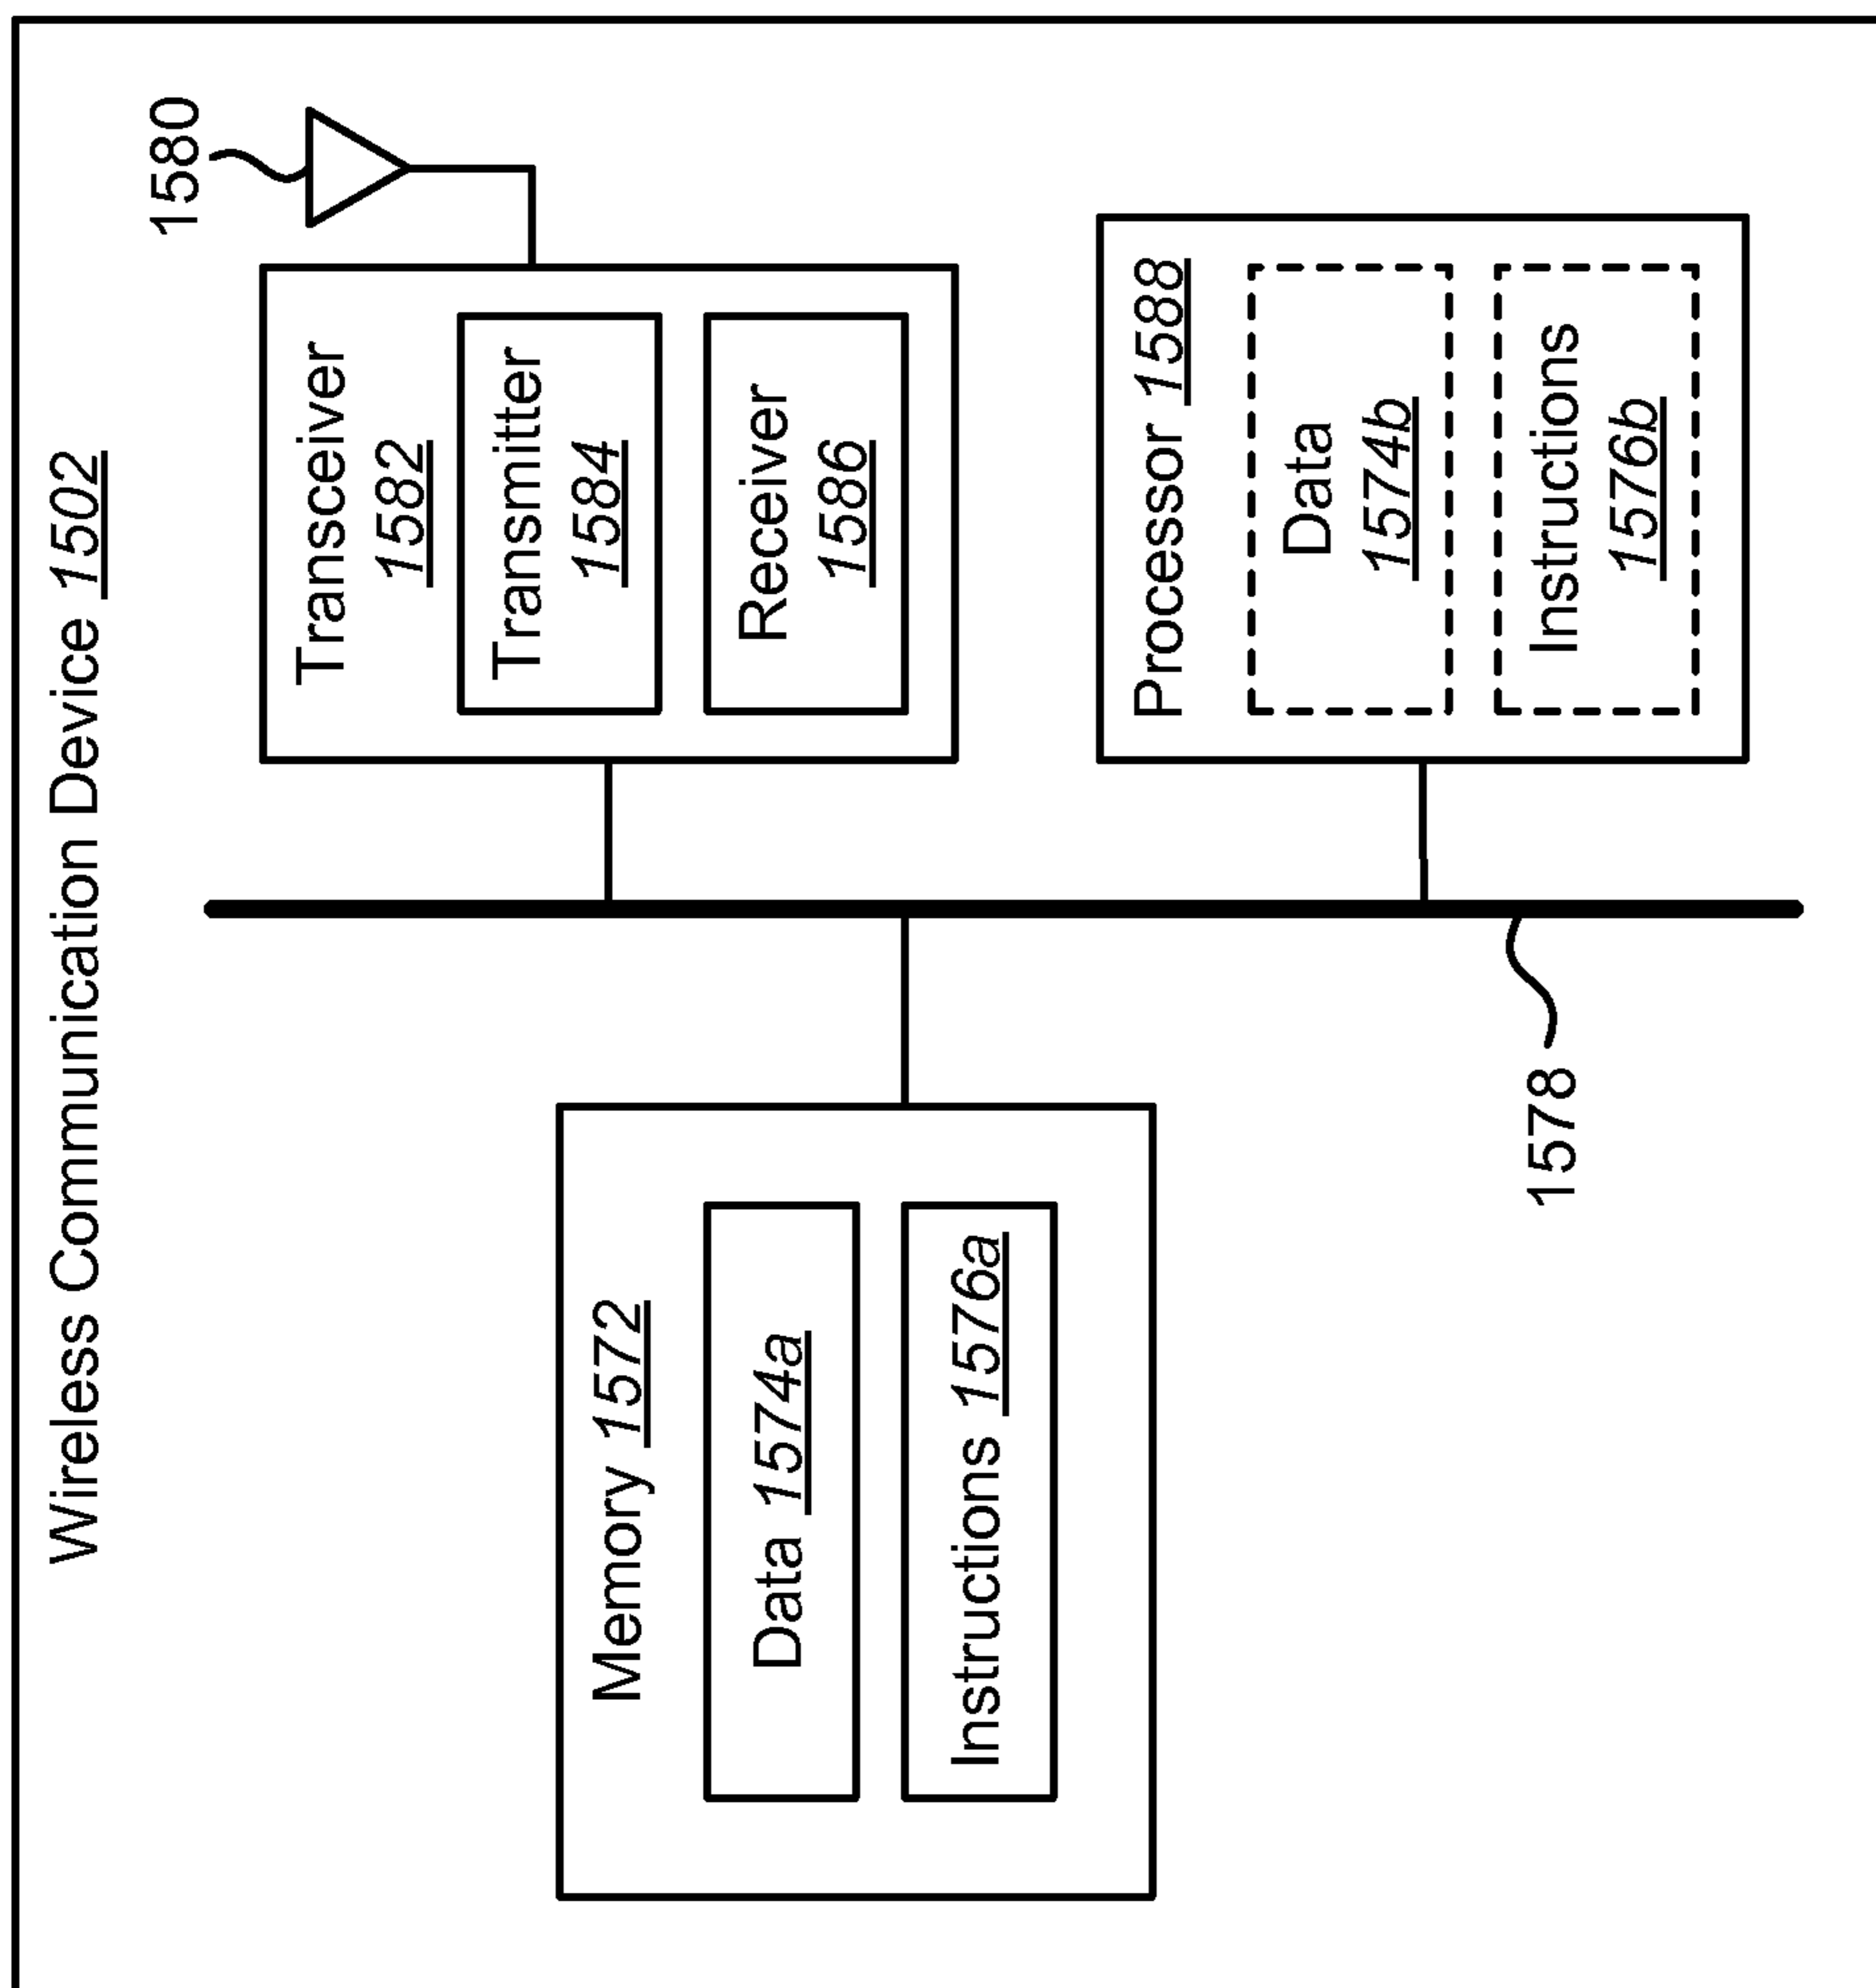 Wireless Communication Device 1502
1580
Transceiver
1582
Transmitter
1584
Receiver
1586
Memory 1572
Data 1574a
Instructions 1576a
Processor 1588
Data
1574b
Instructions
1576b
1578